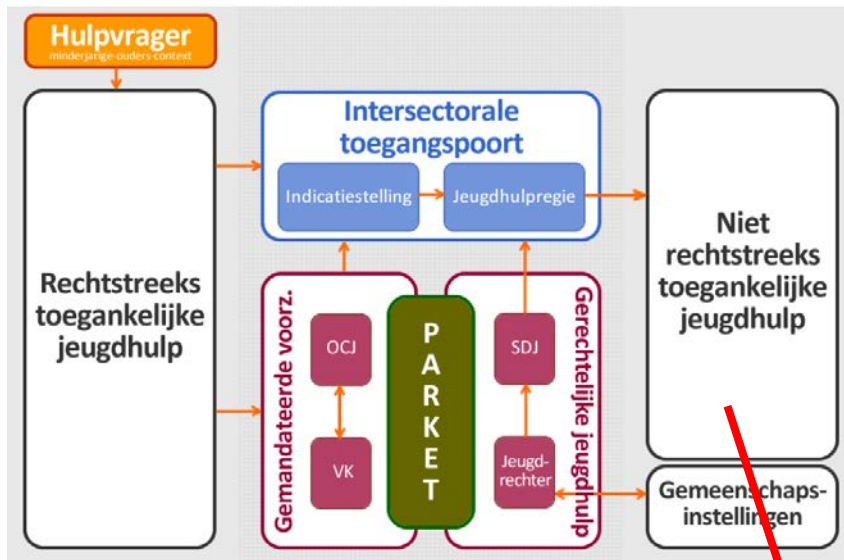 Hulpvrager
minderjarige-ouders-context
Rechtstreeks
toegankelijke
jeugdhulp
Intersectorale
toegangspoort
Indicatiestelling
Jeugdhulpregie
Gemandateerde voorz.
OCJ
VK
PARKET
SDJ
Jeugd-
rechter
Gerechtelijke jeugdhulp
Niet
rechtstreeks
toegankelijke
jeugdhulp
Gemeenschaps-
instellingen